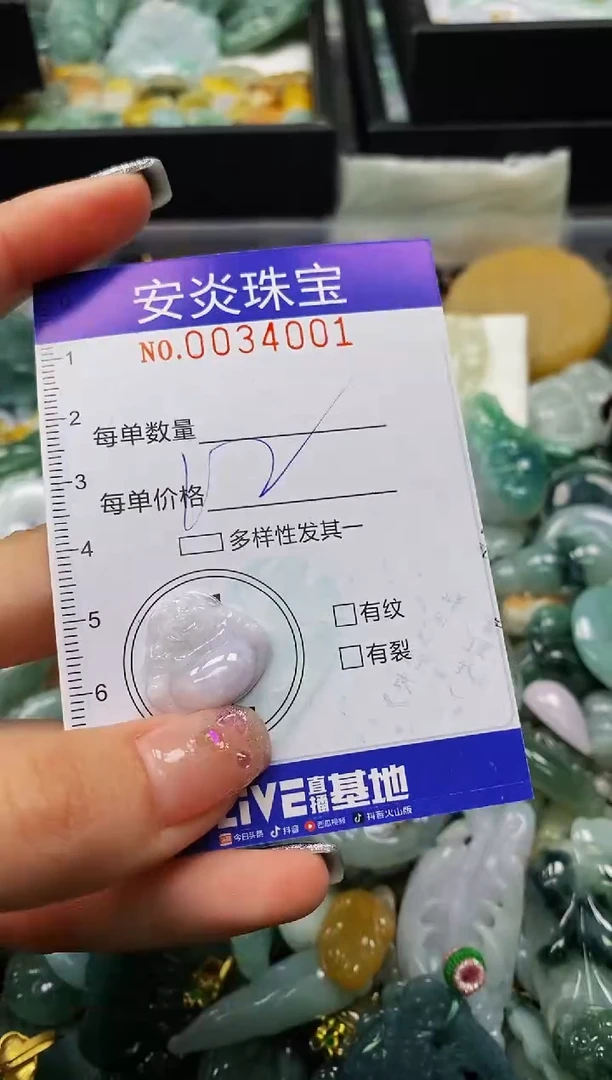 安炎珠宝
NO.0034001
1
2
每单数量
3
每单价格
4
多样性发其一
5
有纹
有裂
6
LIVE直播基地
今日头条 抖音 西瓜视频 抖音火山版